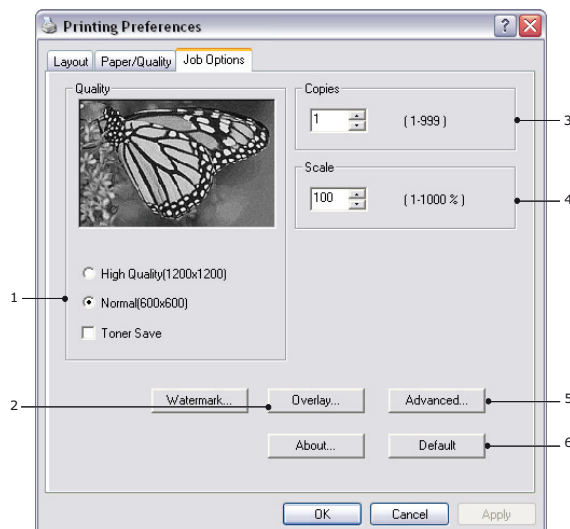 Printing Preferences
Layout Paper/Quality Job Options
Quality
High Quality(1200x1200)
Normal(600x600)
Toner Save
Copies
1 (1-999)
Scale
100 (1-1000 %)
Watermark... Overlay... Advanced...
About... Default
OK Cancel Apply
1
2
3
4
5
6